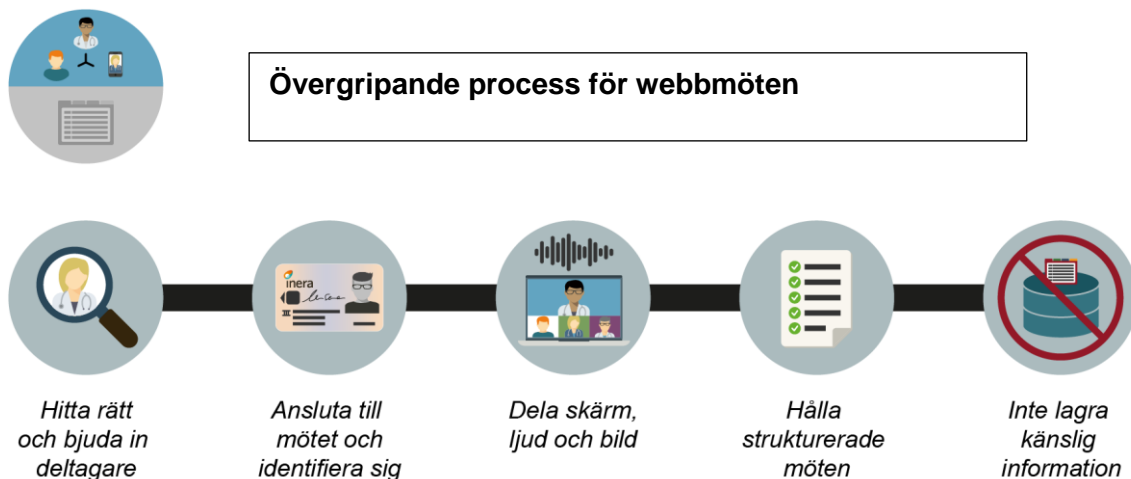 Övergripande process för webbmöten
inera
Hitta rätt
och bjuda in
deltagare
Ansluta till
mötet och
identifiera sig
Dela skärm,
ljud och bild
Hålla
strukturerade
möten
Inte lagra
känslig
information